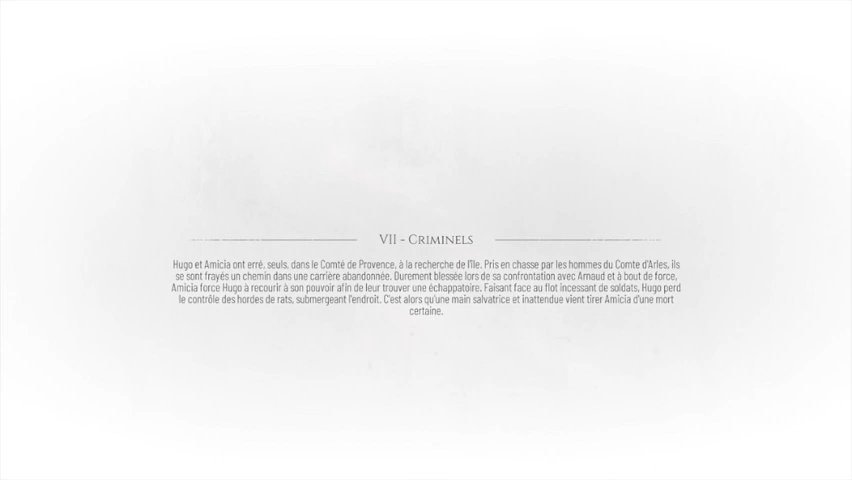 VII - Criminels
Hugo et Amicia ont erré, seuls, dans le Comté de Provence, à la recherche de l'île. Pris en chasse par les hommes du Comte d'Arles, ils
se sont frayés un chemin dans une carrière abandonnée. Durement blessée lors de sa confrontation avec Arnaud et à bout de force,
Amicia force Hugo à recourir à son pouvoir afin de leur trouver une échappatoire. Faisant face au flot incessant de soldats, Hugo perd
le contrôle des hordes de rats, submergeant l'endroit. C'est alors qu'une main salvatrice et inattendue vient tirer Amicia d'une mort
certaine.